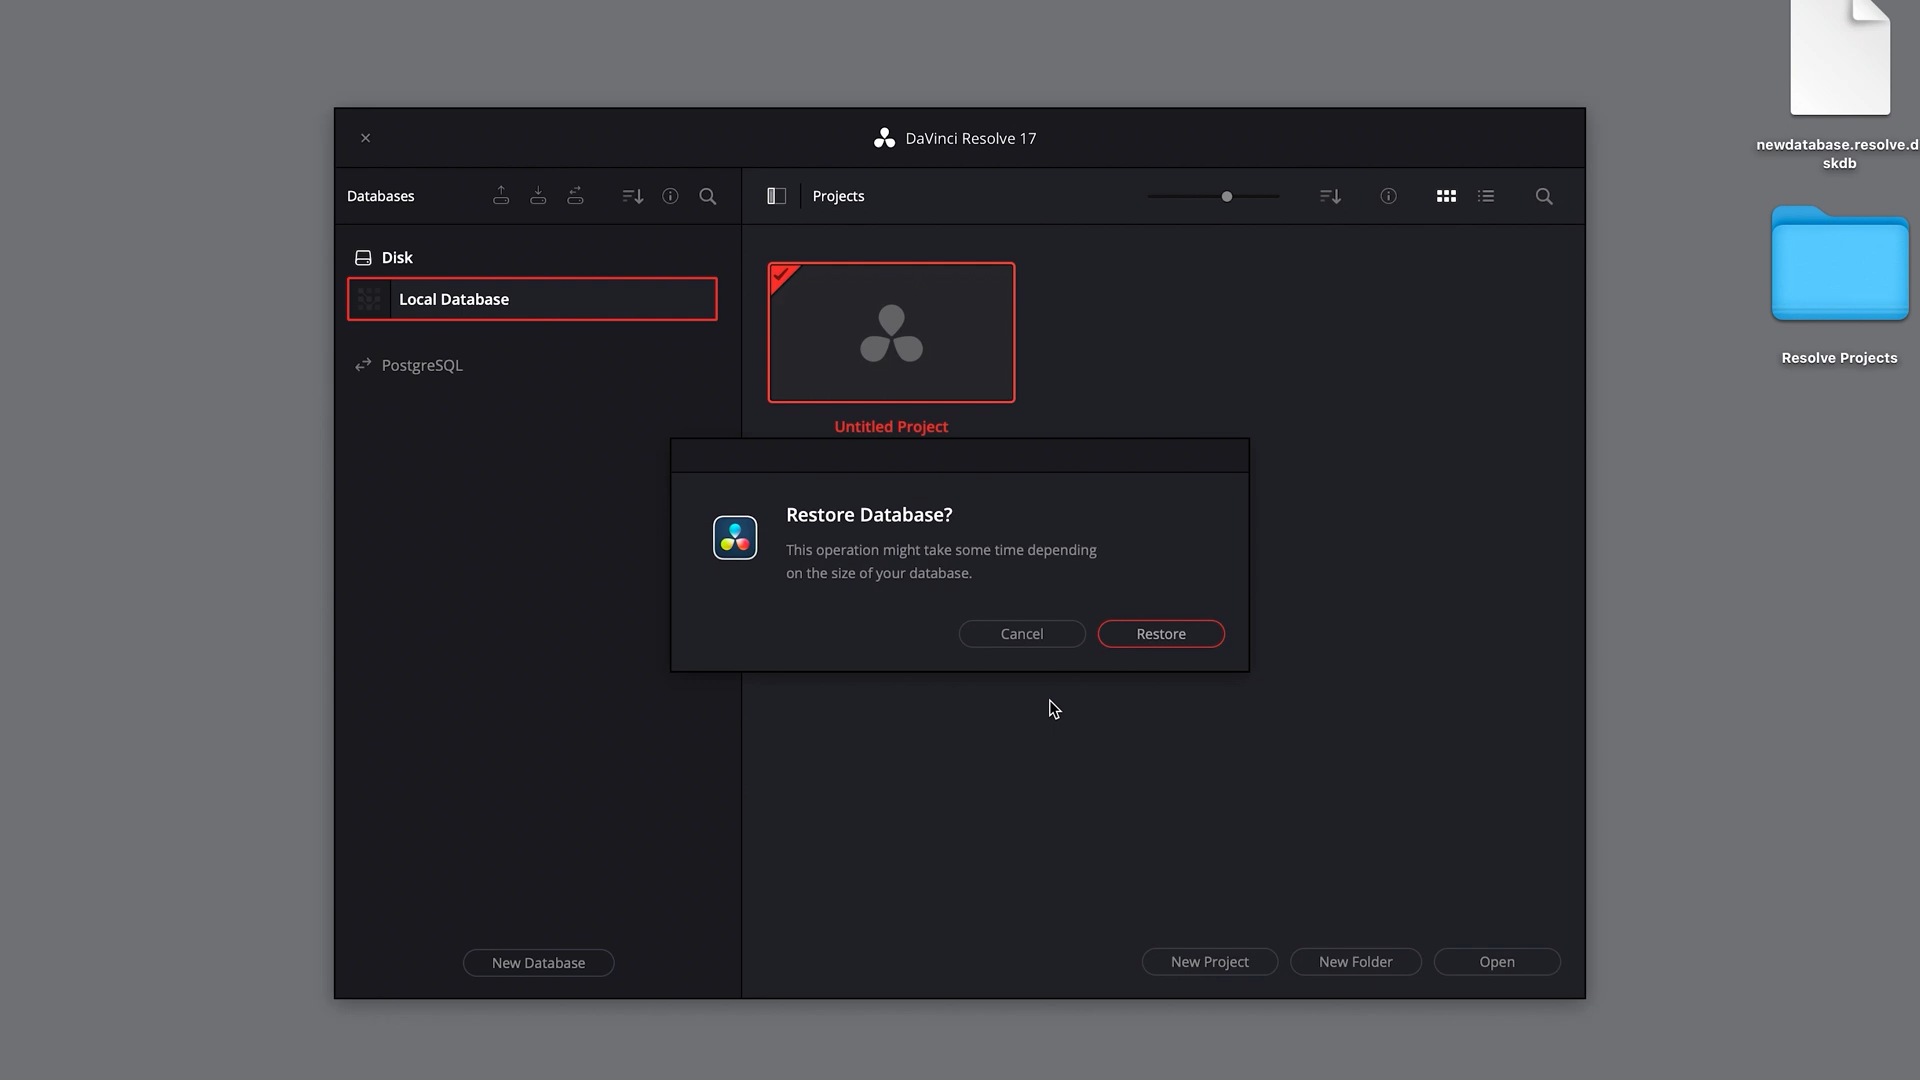 DaVinci Resolve 17
Databases
Projects
Disk
Local Database
PostgreSQL
Untitled Project
Restore Database?
This operation might take some time depending
on the size of your database.
Cancel
Restore
New Database
New Project
New Folder
Open
newdatabase.resolve.d
skdb
Resolve Projects